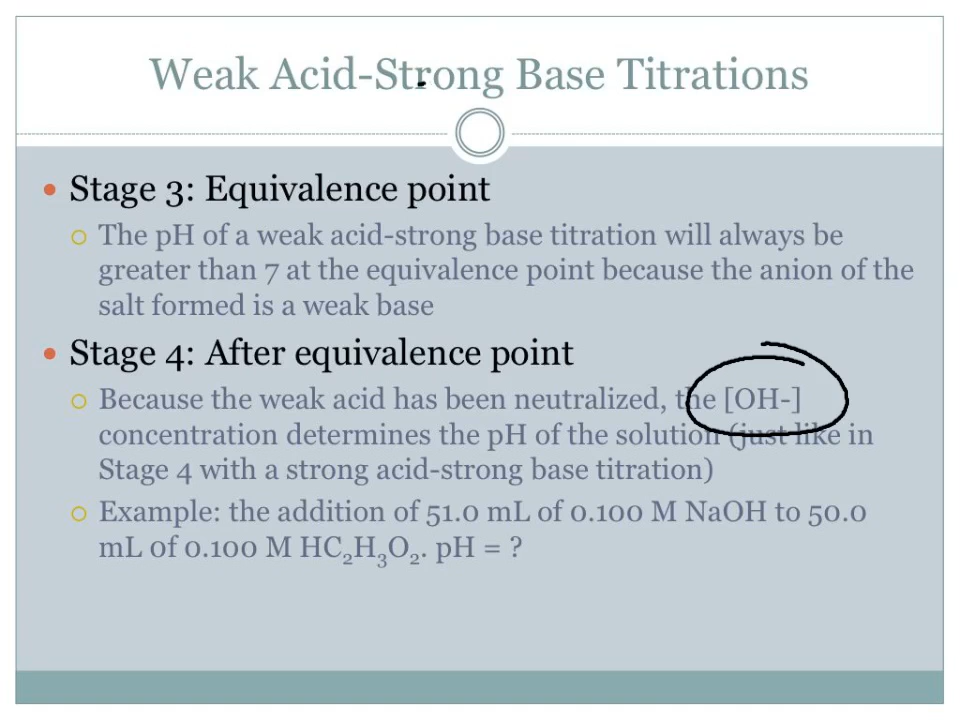 Weak Acid-Strong Base Titrations
Stage 3: Equivalence point
The pH of a weak acid-strong base titration will always be
greater than 7 at the equivalence point because the anion of the
salt formed is a weak base
Stage 4: After equivalence point
Because the weak acid has been neutralized, the [OH-]
concentration determines the pH of the solution (just like in
Stage 4 with a strong acid-strong base titration)
Example: the addition of 51.0 mL of 0.100 M NaOH to 50.0
mL of 0.100 M HC₂H₃O₂. pH = ?